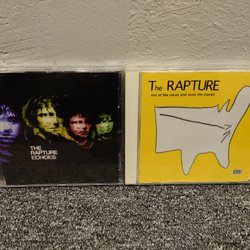 THE
RAPTURE
ECHOES
The RAPTURE
out of the races and onto the tracks